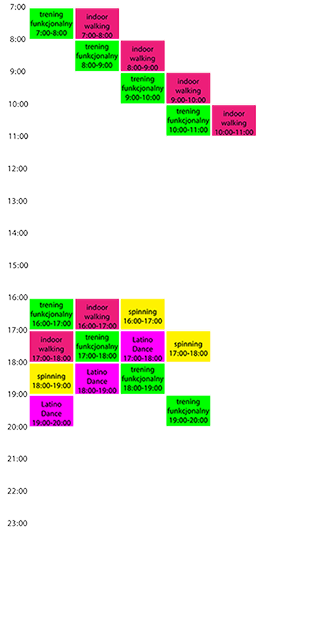 7:00
trening
funkcjonalny
7:00-8:00
indoor
walking
7:00-8:00
8:00
trening
funkcjonalny
8:00-9:00
indoor
walking
8:00-9:00
9:00
trening
funkcjonalny
9:00-10:00
indoor
walking
9:00-10:00
10:00
trening
funkcjonalny
10:00-11:00
indoor
walking
10:00-11:00
11:00
12:00
13:00
14:00
15:00
16:00
trening
funkcjonalny
16:00-17:00
indoor
walking
16:00-17:00
spinning
16:00-17:00
17:00
indoor
walking
17:00-18:00
trening
funkcjonalny
17:00-18:00
Latino
Dance
17:00-18:00
spinning
17:00-18:00
18:00
spinning
18:00-19:00
Latino
Dance
18:00-19:00
trening
funkcjonalny
18:00-19:00
19:00
Latino
Dance
19:00-20:00
trening
funkcjonalny
19:00-20:00
20:00
21:00
22:00
23:00